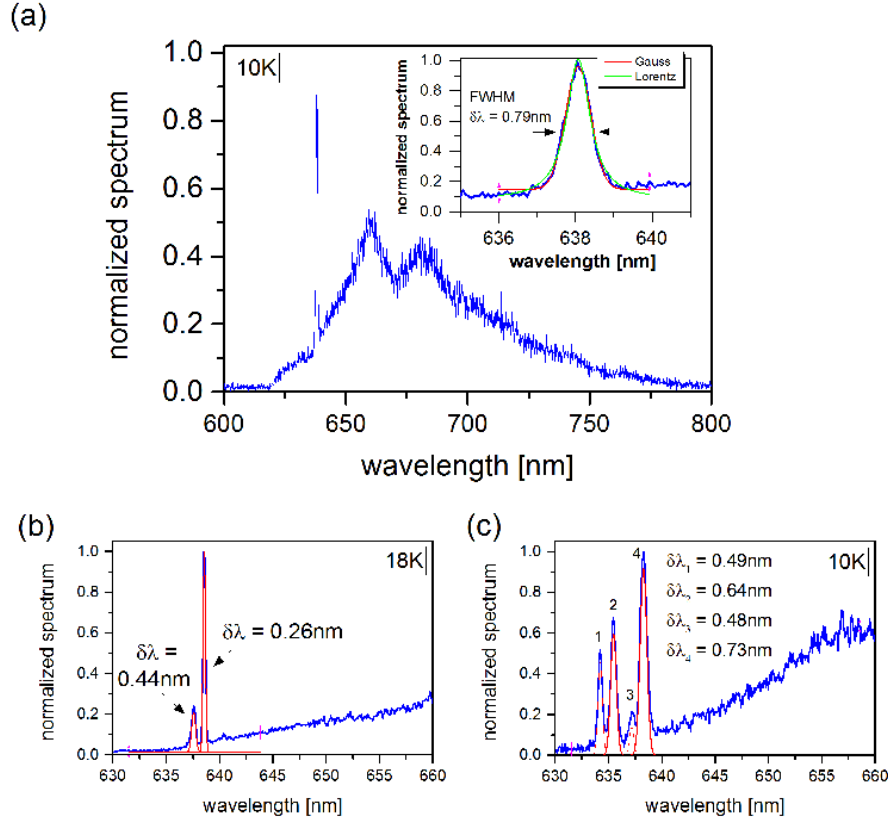 (a)
10K
normalized spectrum
1.0
0.8
0.6
0.4
0.2
0.0
600 650 700 750 800
wavelength [nm]
Gauss
Lorentz
FWHM
δλ = 0.79nm
normalized spectrum
1.0
0.8
0.6
0.4
0.2
0.0
636 638 640
wavelength [nm]
(b)
18K
normalized spectrum
1.0
0.8
0.6
0.4
0.2
0.0
δλ =
0.44nm
δλ = 0.26nm
630 635 640 645 650 655 660
wavelength [nm]
(c)
10K
normalized spectrum
1.0
0.8
0.6
0.4
0.2
0.0
1
2
3
4
δλ₁ = 0.49nm
δλ₂ = 0.64nm
δλ₃ = 0.48nm
δλ₄ = 0.73nm
630 635 640 645 650 655 660
wavelength [nm]